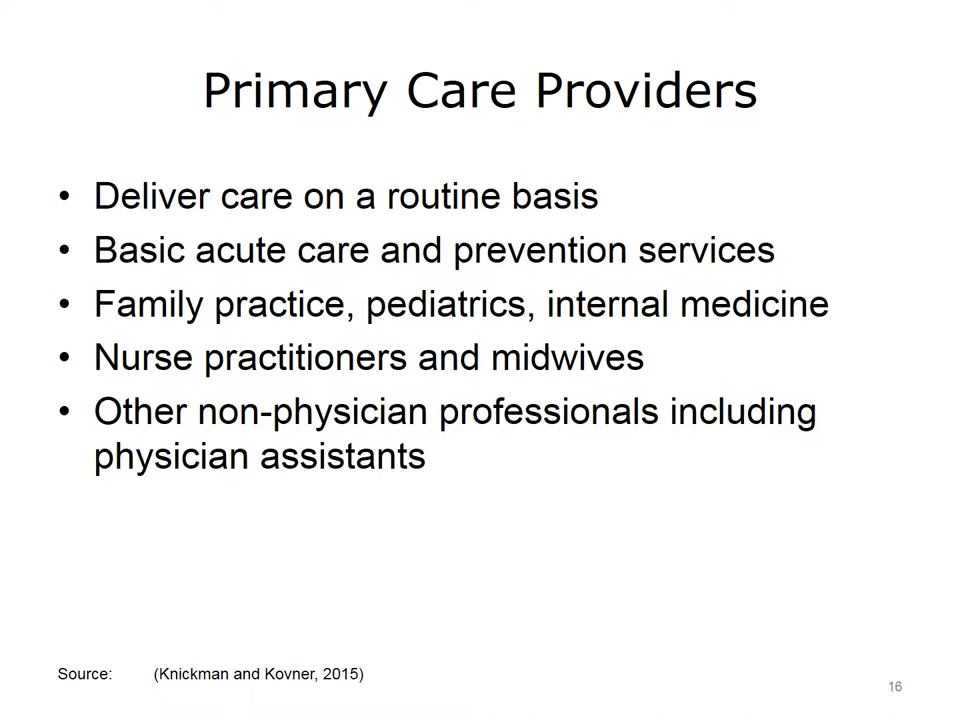 Primary Care Providers
• Deliver care on a routine basis
• Basic acute care and prevention services
• Family practice, pediatrics, internal medicine
• Nurse practitioners and midwives
• Other non-physician professionals including
physician assistants
Source: (Knickman and Kovner, 2015)
16